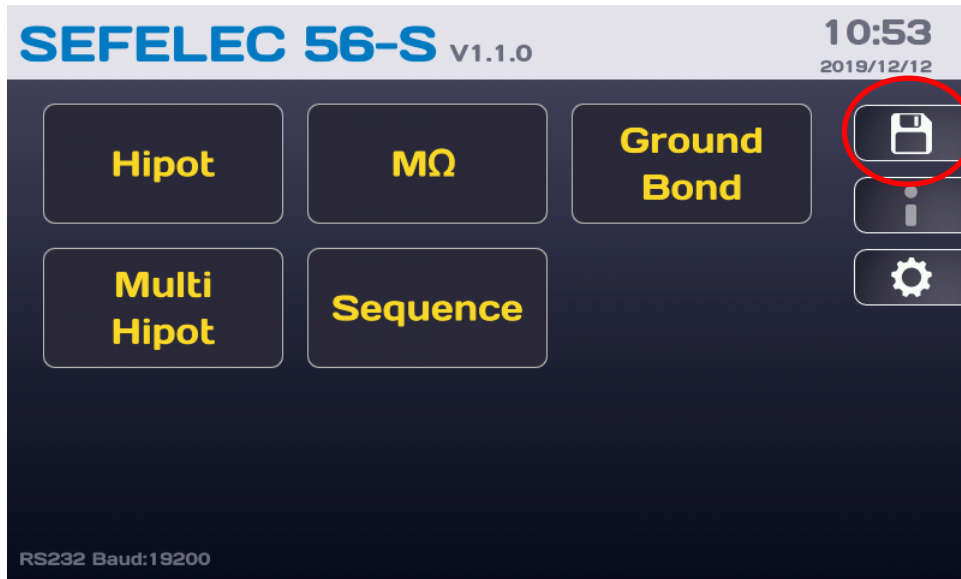 SEFELEC 56-S V1.1.0
10:53
2019/12/12
Hipot
MΩ
Ground
Bond
Multi
Hipot
Sequence
RS232 Baud:19200